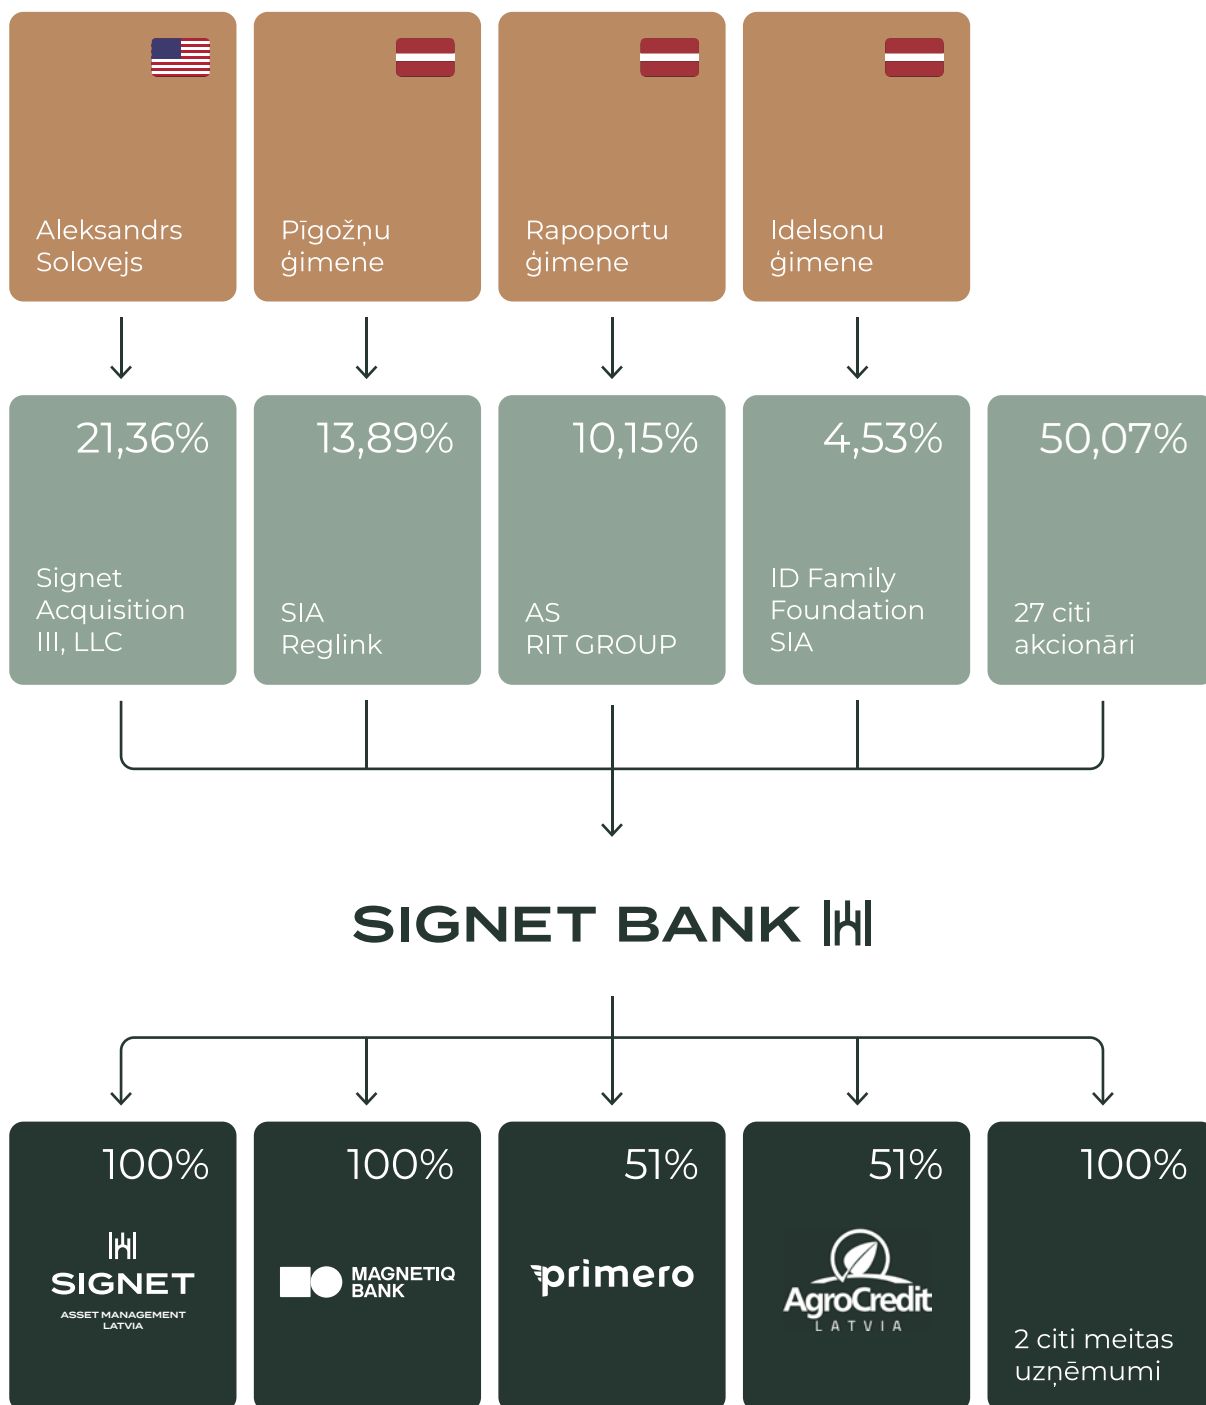 Aleksandrs
Solovejs
Pīgožņu
ģimene
Rapoportu
ģimene
Idelsonu
ģimene
21,36%
Signet
Acquisition
III, LLC
13,89%
SIA
Reglink
10,15%
AS
RIT GROUP
4,53%
ID Family
Foundation
SIA
50,07%
27 citi
akcionāri
SIGNET BANK
100%
SIGNET
ASSET MANAGEMENT
LATVIA
100%
MAGNETIQ
BANK
51%
primero
51%
AgroCredit
LATVIA
100%
2 citi meitas
uzņēmumi